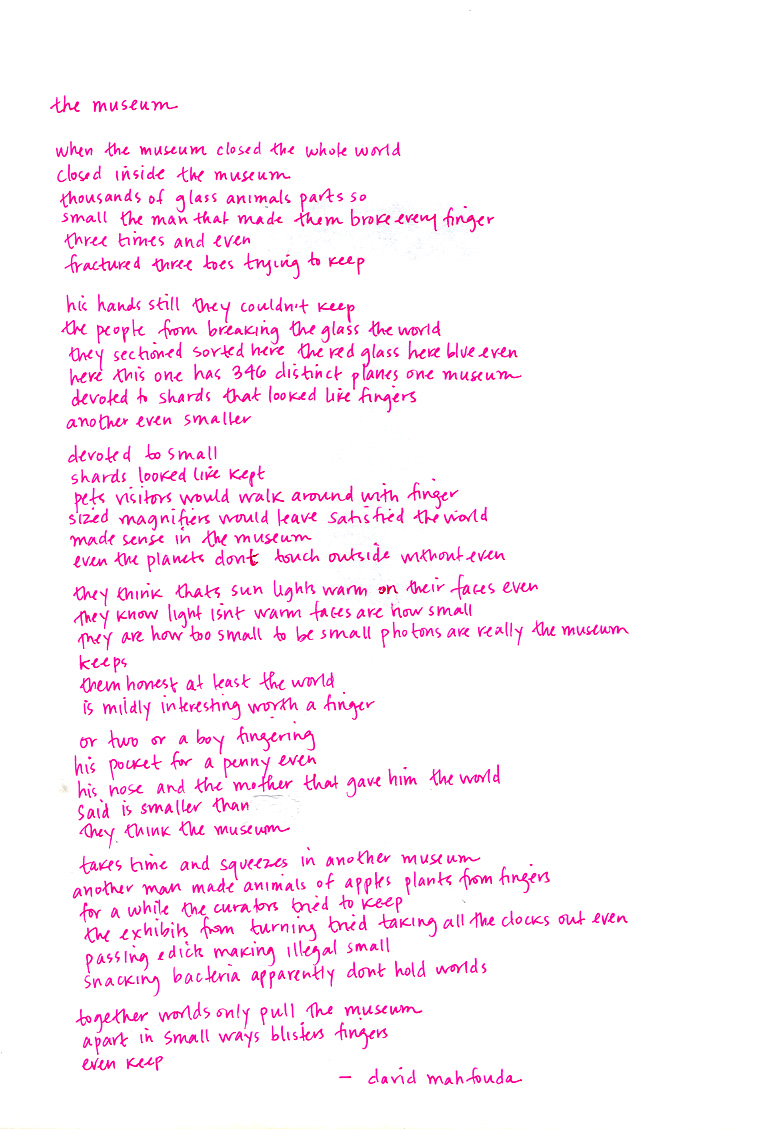 the museum
when the museum closed the whole world
closed inside the museum
thousands of glass animals parts so
small the man that made them broke every finger
three times and even
fractured three toes trying to keep
his hands still they couldn't keep
the people from breaking the glass the world
they sectioned sorted here the red glass here blue even
here this one has 346 distinct planes one museum
devoted to shards that looked like fingers
another even smaller
devoted to small
shards looked like kept
pets visitors would walk around with finger
sized magnifiers would leave satisfied the world
made sense in the museum
even the planets dont touch outside without even
they think thats sun lights warm on their faces even
they know light isnt warm faces are how small
they are how too small to be small photons are really the museum
keeps
them honest at least the world
is mildly interesting worth a finger
or two or a boy fingering
his pocket for a penny even
his nose and the mother that gave him the world
said is smaller than
they think the museum
takes time and squeezes in another museum
another man made animals of apples plants from fingers
for a while the curators tried to keep
the exhibits from turning tried taking all the clocks out even
passing edicts making illegal small
snacking bacteria apparently dont hold worlds
together worlds only pull the museum
apart in small ways blisters fingers
even keep
— david mahfouda